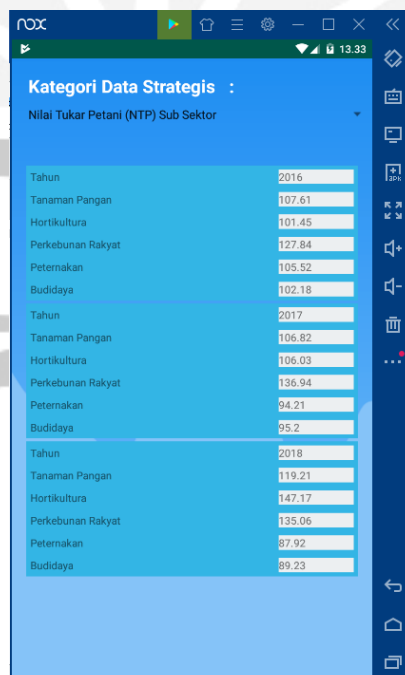 nox
13.33
Kategori Data Strategis :
Nilai Tukar Petani (NTP) Sub Sektor
Tahun 2016
Tanaman Pangan 107.61
Hortikultura 101.45
Perkebunan Rakyat 127.84
Peternakan 105.52
Budidaya 102.18
Tahun 2017
Tanaman Pangan 106.82
Hortikultura 106.03
Perkebunan Rakyat 136.94
Peternakan 94.21
Budidaya 95.2
Tahun 2018
Tanaman Pangan 119.21
Hortikultura 147.17
Perkebunan Rakyat 135.06
Peternakan 87.92
Budidaya 89.23